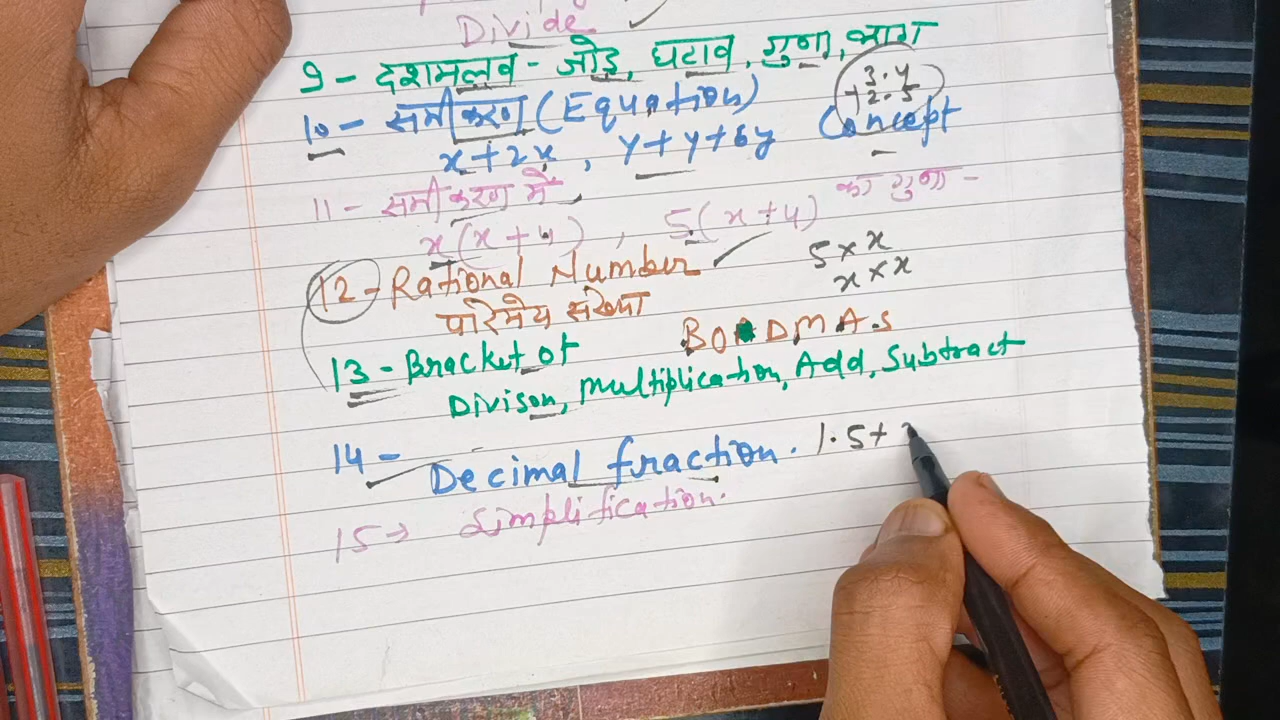 Divide
9 - दशमलव - जोड़, घटाव, गुणा, भाग
3.4
+2.5
10 - समीकरण (Equation) Concept
x+2x, y+y+6y
11 - समीकरण में का गुणा -
x(x+4), 5(x+4)
5×x
x×x
12 - Rational Number
परिमेय संख्या
BODMAS
13 - Bracket of
Divison, Multiplication, Add, Subtract
14 - Decimal fraction. 1.5+
15→ Simplification.